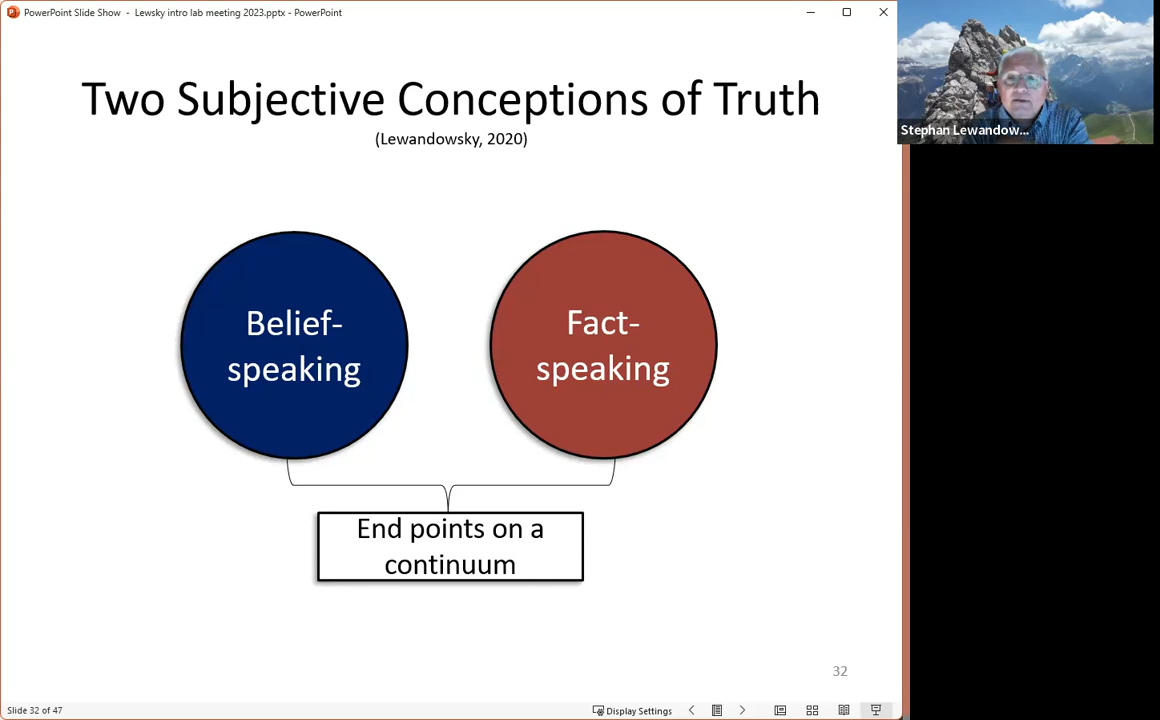 PowerPoint Slide Show - Lewsky intro lab meeting 2023.pptx - PowerPoint
Two Subjective Conceptions of Truth
(Lewandowsky, 2020)
Stephan Lewandow...
Belief-
speaking
Fact-
speaking
End points on a
continuum
32
Slide 32 of 47
Display Settings